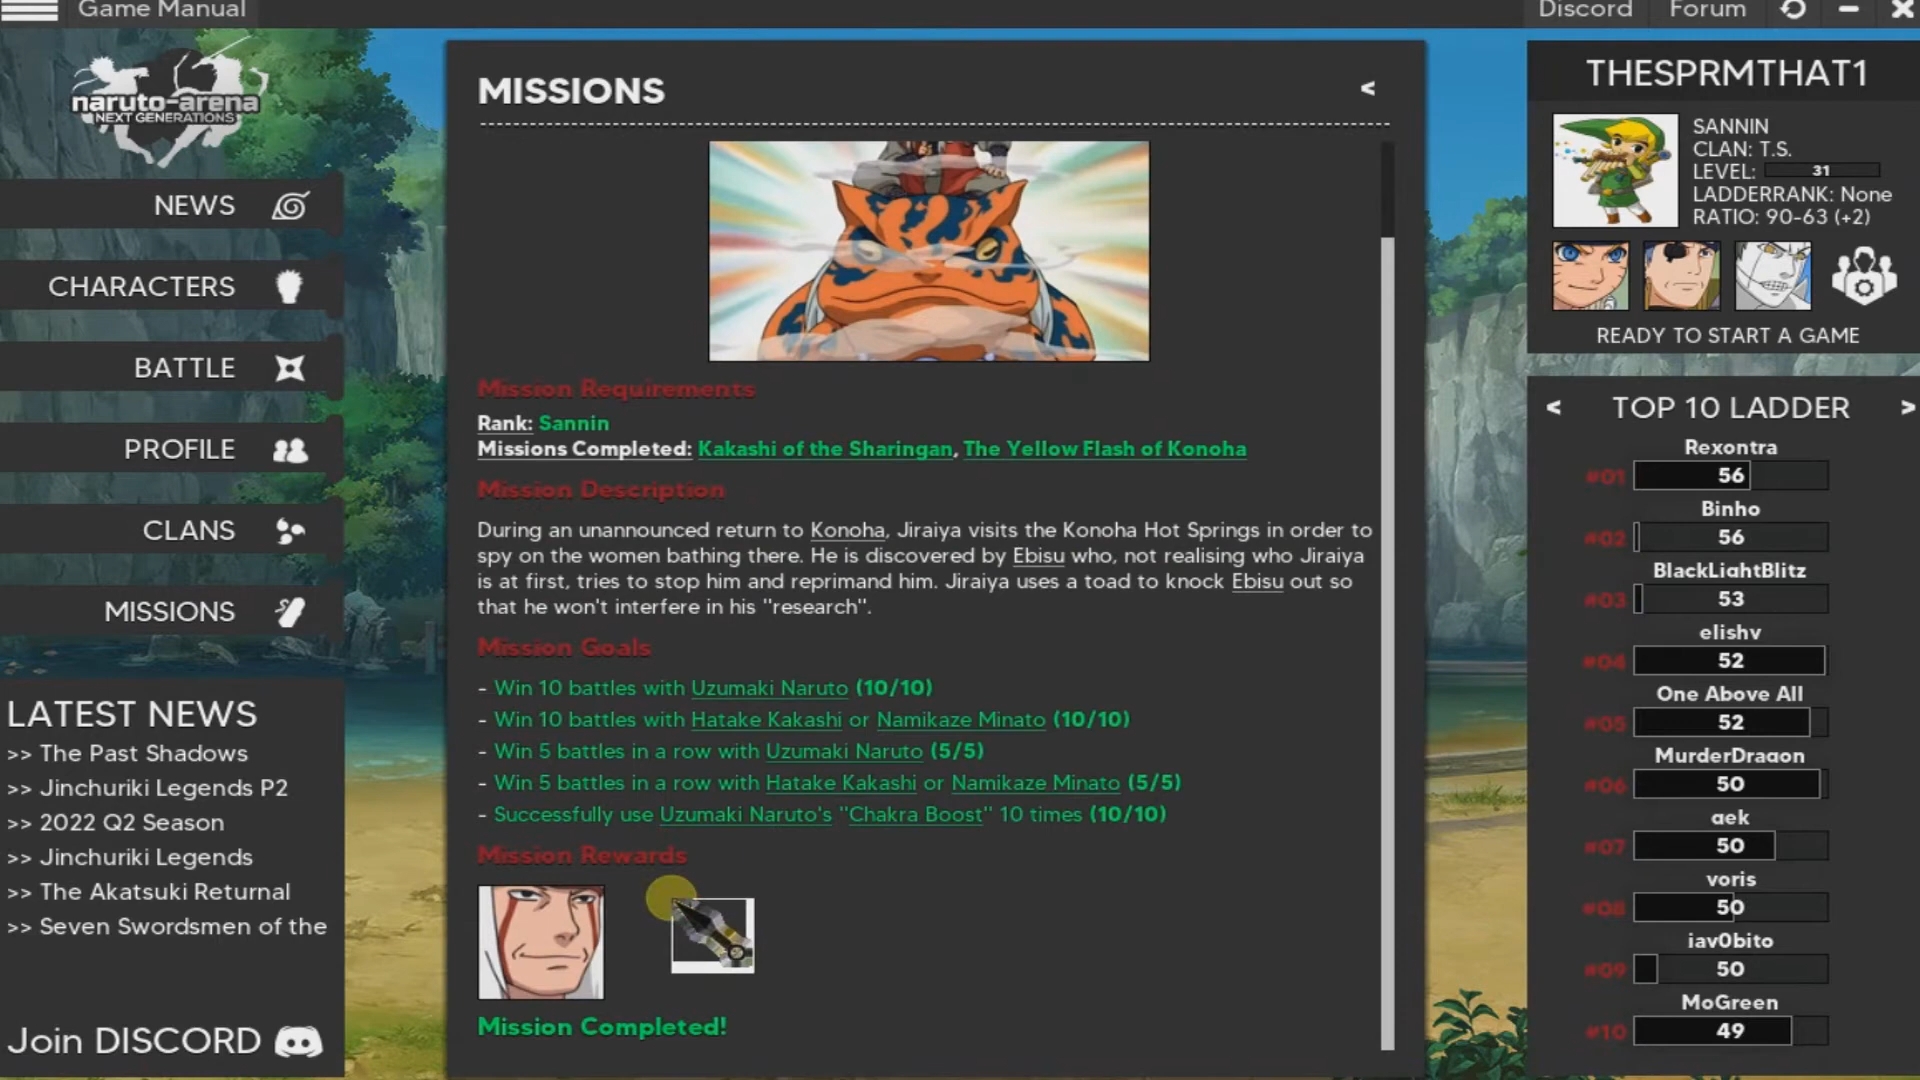 Game Manual
Discord
Forum
naruto-arena
NEXT GENERATIONS
NEWS
CHARACTERS
BATTLE
PROFILE
CLANS
MISSIONS
LATEST NEWS
>> The Past Shadows
>> Jinchuriki Legends P2
>> 2022 Q2 Season
>> Jinchuriki Legends
>> The Akatsuki Returnal
>> Seven Swordsmen of the
Join DISCORD
MISSIONS
<
Mission Requirements
Rank: Sannin
Missions Completed: Kakashi of the Sharingan, The Yellow Flash of Konoha
Mission Description
During an unannounced return to Konoha, Jiraiya visits the Konoha Hot Springs in order to
spy on the women bathing there. He is discovered by Ebisu who, not realising who Jiraiya
is at first, tries to stop him and reprimand him. Jiraiya uses a toad to knock Ebisu out so
that he won't interfere in his "research".
Mission Goals
- Win 10 battles with Uzumaki Naruto (10/10)
- Win 10 battles with Hatake Kakashi or Namikaze Minato (10/10)
- Win 5 battles in a row with Uzumaki Naruto (5/5)
- Win 5 battles in a row with Hatake Kakashi or Namikaze Minato (5/5)
- Successfully use Uzumaki Naruto's "Chakra Boost" 10 times (10/10)
Mission Rewards
Mission Completed!
THESPRMTHAT1
SANNIN
CLAN: T.S.
LEVEL: 31
LADDERRANK: None
RATIO: 90-63 (+2)
READY TO START A GAME
< TOP 10 LADDER >
Rexontra
#01 56
Binho
#02 56
BlackLightBlitz
#03 53
elishv
#04 52
One Above All
#05 52
MurderDragon
#06 50
aek
#07 50
voris
#08 50
iav0bito
#09 50
MoGreen
#10 49